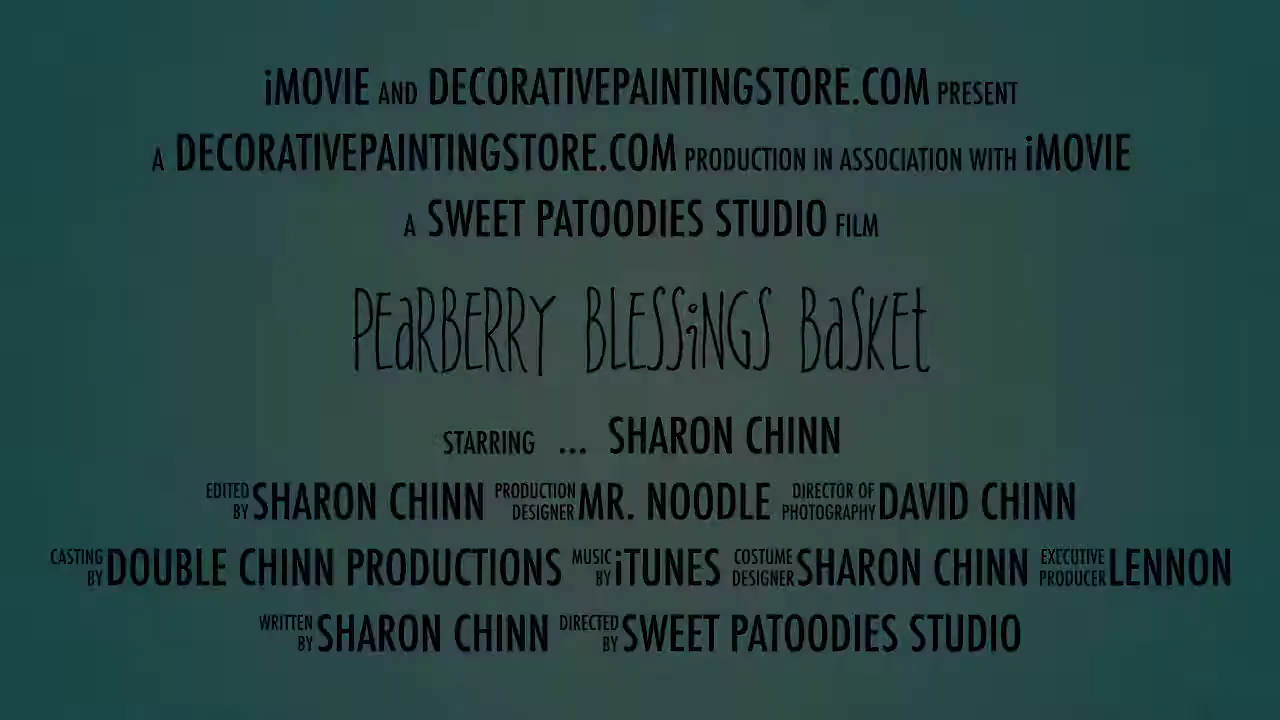 iMOVIE AND DECORATIVEPAINTINGSTORE.COM PRESENT
A DECORATIVEPAINTINGSTORE.COM PRODUCTION IN ASSOCIATION WITH iMOVIE
A SWEET PATOODIES STUDIO FILM
PEaRBERRY BLESSiNGS BaSKEt
STARRING ... SHARON CHINN
EDITED BY SHARON CHINN PRODUCTION DESIGNER MR. NOODLE DIRECTOR OF PHOTOGRAPHY DAVID CHINN
CASTING BY DOUBLE CHINN PRODUCTIONS MUSIC BY iTUNES COSTUME DESIGNER SHARON CHINN EXECUTIVE PRODUCER LENNON
WRITTEN BY SHARON CHINN DIRECTED BY SWEET PATOODIES STUDIO